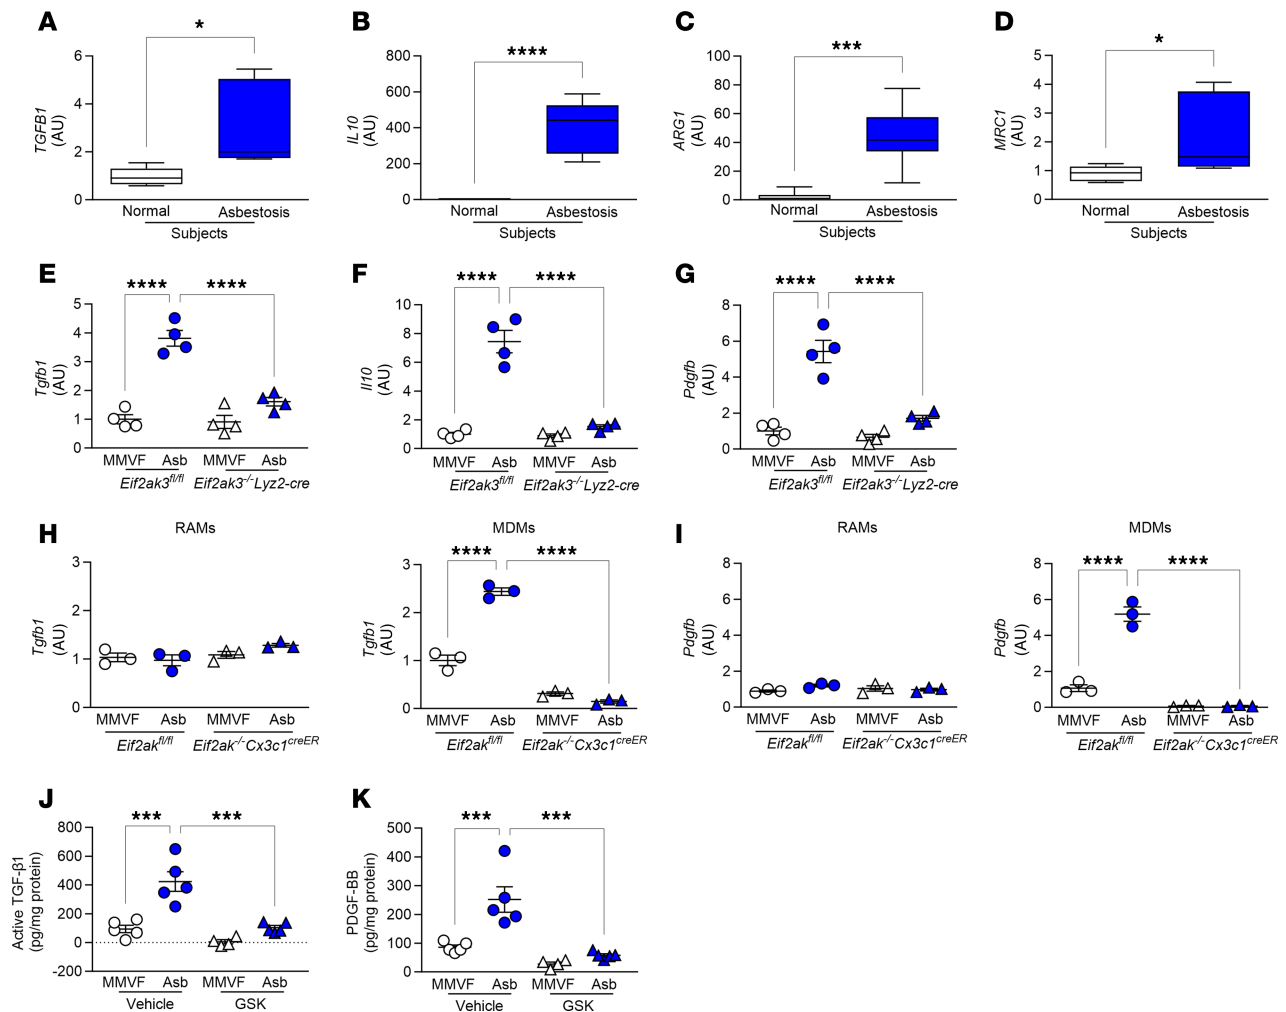 A
*
TGFB1
(AU)
6
4
2
0
Normal
Asbestosis
Subjects
B
****
IL10
(AU)
800
600
400
200
0
Normal
Asbestosis
Subjects
C
***
ARG1
(AU)
100
80
60
40
20
0
Normal
Asbestosis
Subjects
D
*
MRC1
(AU)
5
4
3
2
1
0
Normal
Asbestosis
Subjects
E
**** ****
Tgfb1
(AU)
5
4
3
2
1
0
MMVF Asb MMVF Asb
Eif2ak3fl/fl Eif2ak3-/-Lyz2-cre
F
**** ****
Il10
(AU)
10
8
6
4
2
0
MMVF Asb MMVF Asb
Eif2ak3fl/fl Eif2ak3-/-Lyz2-cre
G
**** ****
Pdgfb
(AU)
8
6
4
2
0
MMVF Asb MMVF Asb
Eif2ak3fl/fl Eif2ak3-/-Lyz2-cre
H
RAMs
Tgfb1
(AU)
3
2
1
0
MMVF Asb MMVF Asb
Eif2akfl/fl Eif2ak-/-Cx3c1creER
MDMs
**** ****
Tgfb1
(AU)
3
2
1
0
MMVF Asb MMVF Asb
Eif2akfl/fl Eif2ak-/-Cx3c1creER
I
RAMs
Pdgfb
(AU)
8
6
4
2
0
MMVF Asb MMVF Asb
Eif2akfl/fl Eif2ak-/-Cx3c1creER
MDMs
**** ****
Pdgfb
(AU)
8
6
4
2
0
MMVF Asb MMVF Asb
Eif2akfl/fl Eif2ak-/-Cx3c1creER
J
*** ***
Active TGF-β1
(pg/mg protein)
800
600
400
200
0
-200
MMVF Asb MMVF Asb
Vehicle GSK
K
*** ***
PDGF-BB
(pg/mg protein)
500
400
300
200
100
0
MMVF Asb MMVF Asb
Vehicle GSK